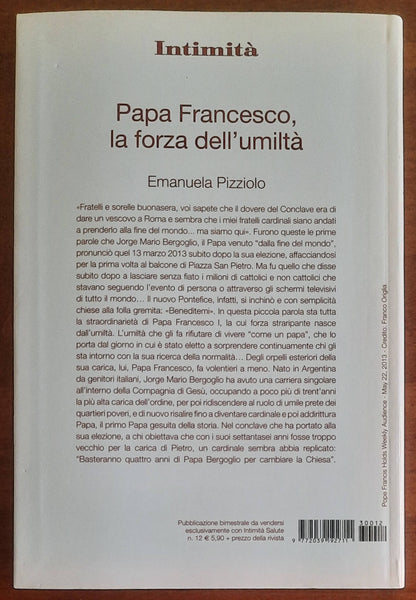 Intimità
Papa Francesco,
la forza dell'umiltà
Emanuela Pizziolo
«Fratelli e sorelle buonasera, voi sapete che il dovere del Conclave era di
dare un vescovo a Roma e sembra che i miei fratelli cardinali siano andati
a prenderlo alla fine del mondo... ma siamo qui». Furono queste le prime
parole che Jorge Mario Bergoglio, il Papa venuto "dalla fine del mondo",
pronunciò quel 13 marzo 2013 subito dopo la sua elezione, affacciandosi
per la prima volta al balcone di Piazza San Pietro. Ma fu quello che disse
subito dopo a lasciare senza fiato i milioni di cattolici e non cattolici che
stavano seguendo l'evento di persona o attraverso gli schermi televisivi
di tutto il mondo... Il nuovo Pontefice, infatti, si inchinò e con semplicità
chiese alla folla gremita: «Beneditemi». In questa piccola parola sta tutta
la straordinarietà di Papa Francesco I, la cui forza straripante nasce
dall'umiltà. L'umiltà che gli fa rifiutare di vivere "come un papa", che lo
porta dal giorno in cui è stato eletto a sorprendere continuamente chi gli
sta intorno con la sua ricerca della normalità... Degli orpelli esteriori della
sua carica, lui, Papa Francesco, fa volentieri a meno. Nato in Argentina
da genitori italiani, Jorge Mario Bergoglio ha avuto una carriera singolare
all'interno della Compagnia di Gesù, occupando a poco più di trent'anni
la più alta carica dell'ordine, per poi ridiscendere al ruolo di umile prete dei
quartieri poveri, e di nuovo risalire fino a diventare cardinale e poi addirittura
Papa, il primo Papa gesuita della storia. Nel conclave che ha portato alla
sua elezione, a chi obiettava che con i suoi settantasei anni fosse troppo
vecchio per la carica di Pietro, un cardinale sembra abbia replicato:
"Basteranno quattro anni di Papa Bergoglio per cambiare la Chiesa".
Pubblicazione bimestrale da vendersi
esclusivamente con Intimità Salute
n. 12 € 5,90 + prezzo della rivista
30012
9 772039 192711
Pope Francis Holds Weekly Audience - May 22, 2013 - Credito: Franco Origlia